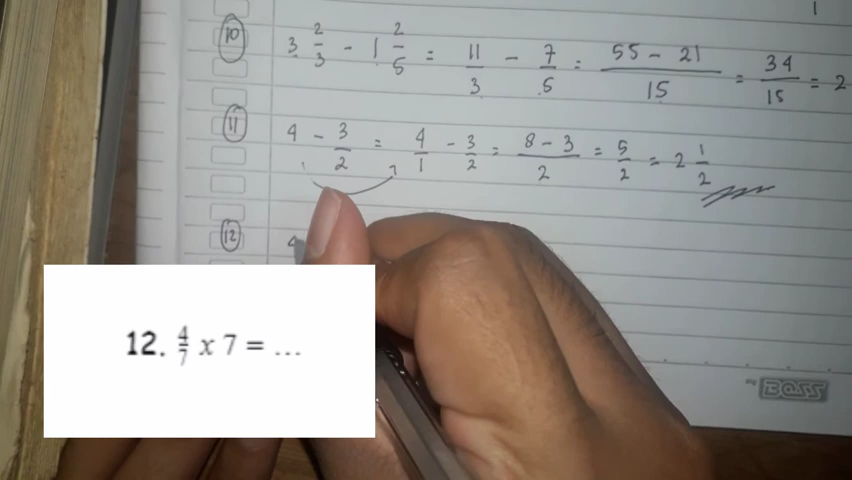 10 3 2/3 - 1 2/5 = 11/3 - 7/5 = 55 - 21/15 = 34/15 = 2
11 4 - 3/2 = 4/1 - 3/2 = 8 - 3/2 = 5/2 = 2 1/2
12 4
12. 4/7 x 7 = ...
BOSS